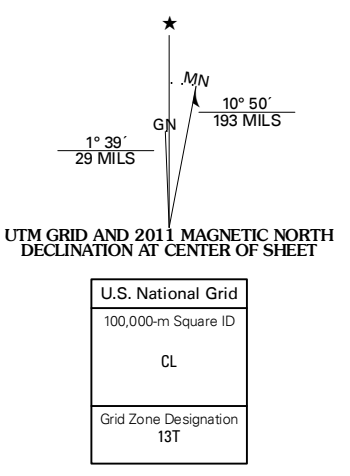 ★
MN
GN
10° 50´
193 MILS
1° 39´
29 MILS
UTM GRID AND 2011 MAGNETIC NORTH
DECLINATION AT CENTER OF SHEET
U.S. National Grid
100,000-m Square ID
CL
Grid Zone Designation
13T